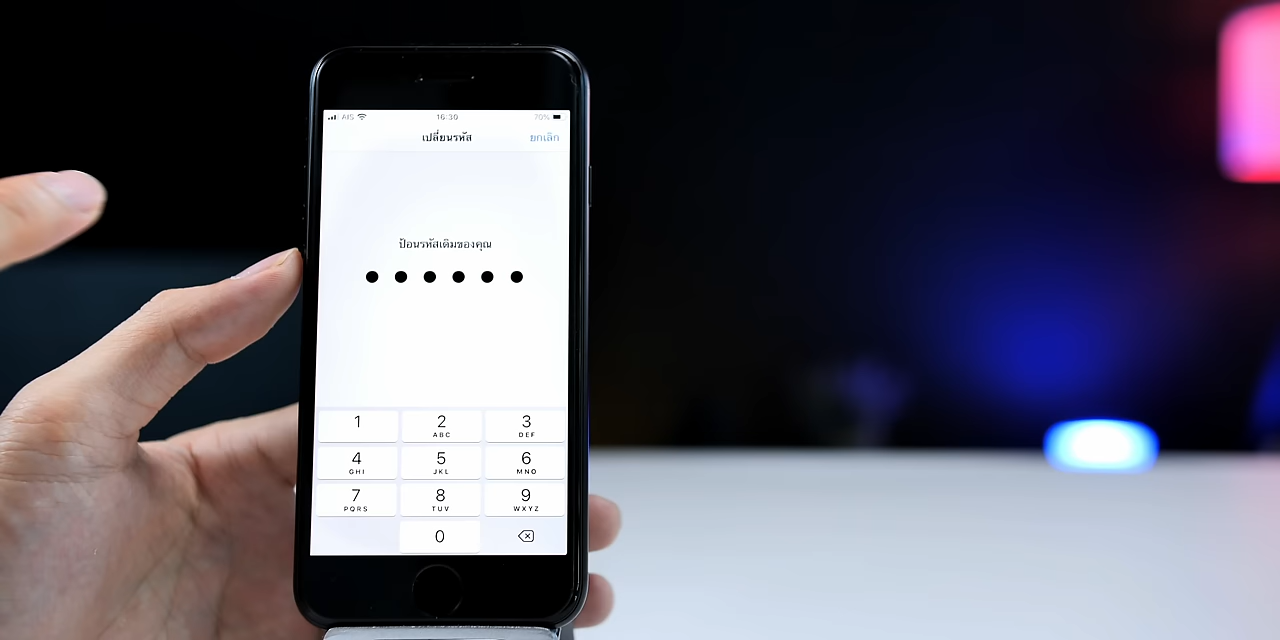 AIS 16:30 70%
เปลี่ยนรหัส ยกเลิก
ป้อนรหัสเดิมของคุณ
1 2 3
ABC DEF
4 5 6
GHI JKL MNO
7 8 9
PQRS TUV WXYZ
0